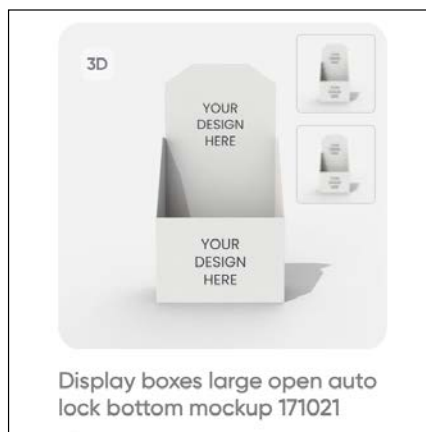 3D
YOUR
DESIGN
HERE
YOUR
DESIGN
HERE
Display boxes large open auto
lock bottom mockup 171021